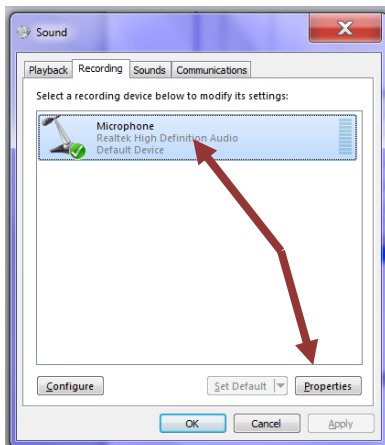 Sound
Playback Recording Sounds Communications
Select a recording device below to modify its settings:
Microphone
Realtek High Definition Audio
Default Device
Configure Set Default Properties
OK Cancel Apply